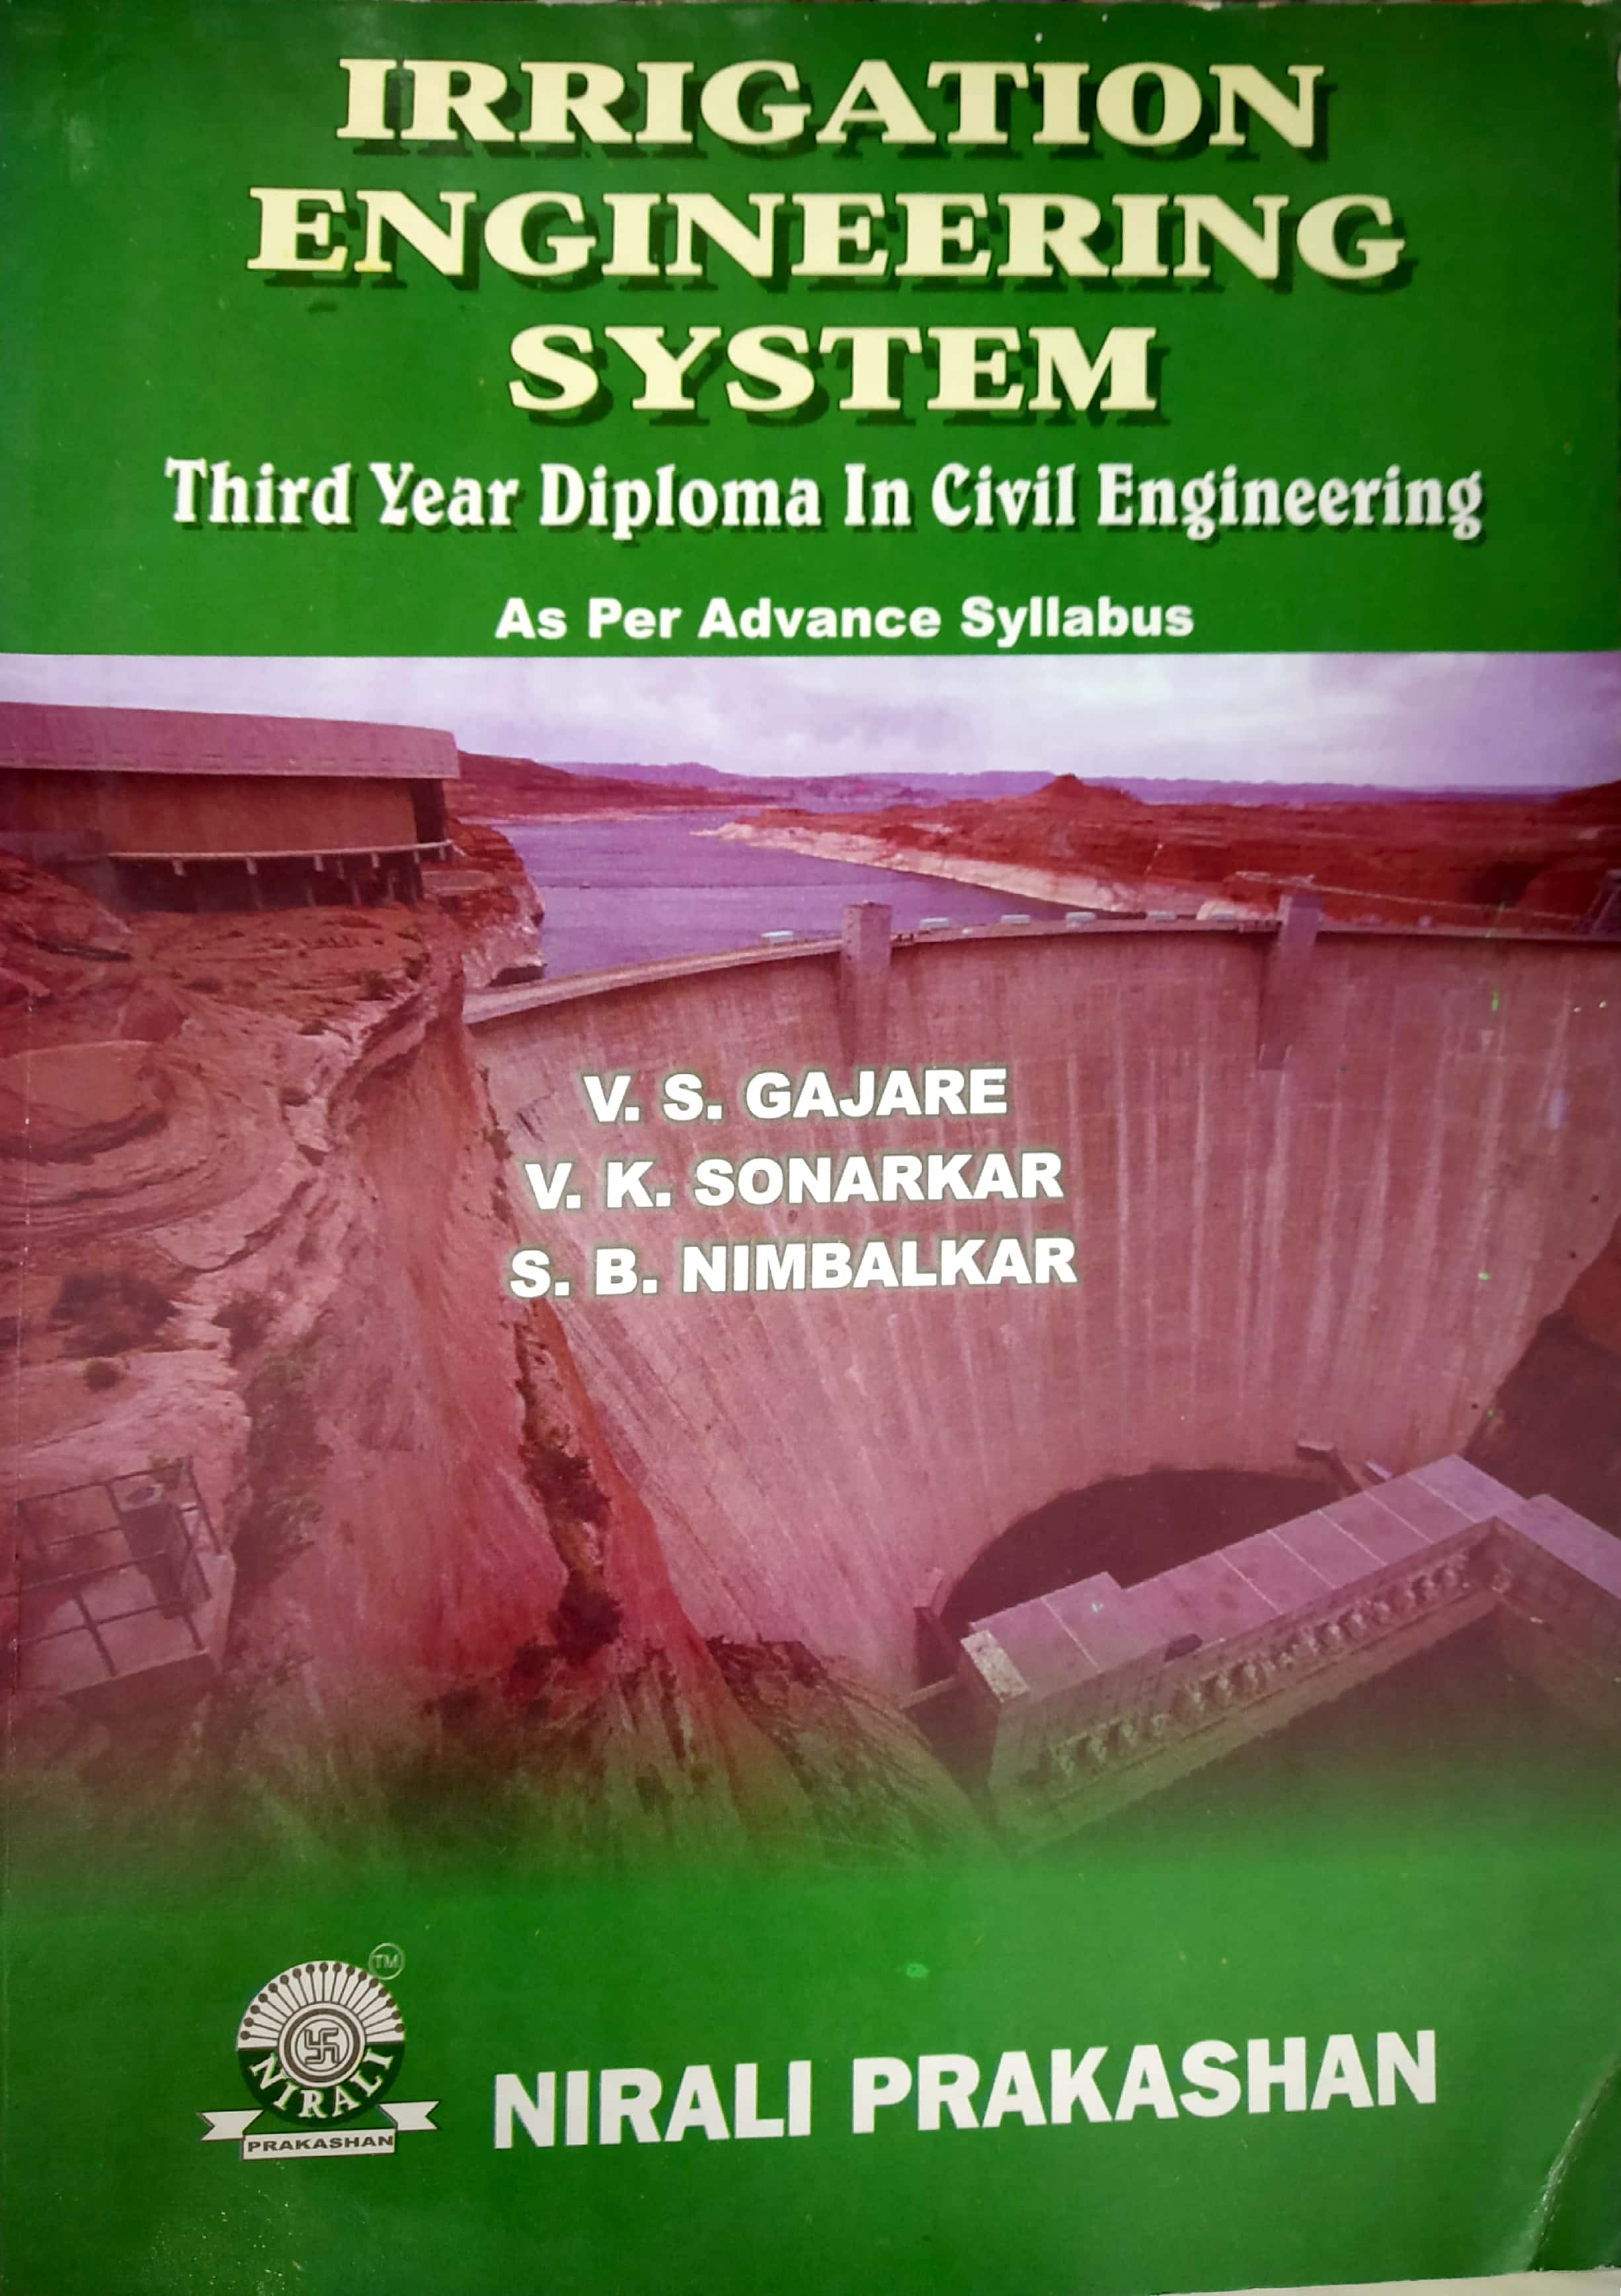 IRRIGATION
ENGINEERING
SYSTEM
Third Year Diploma In Civil Engineering
As Per Advance Syllabus
V. S. GAJARE
V. K. SONARKAR
S. B. NIMBALKAR
TM
NIRALI
PRAKASHAN
NIRALI PRAKASHAN